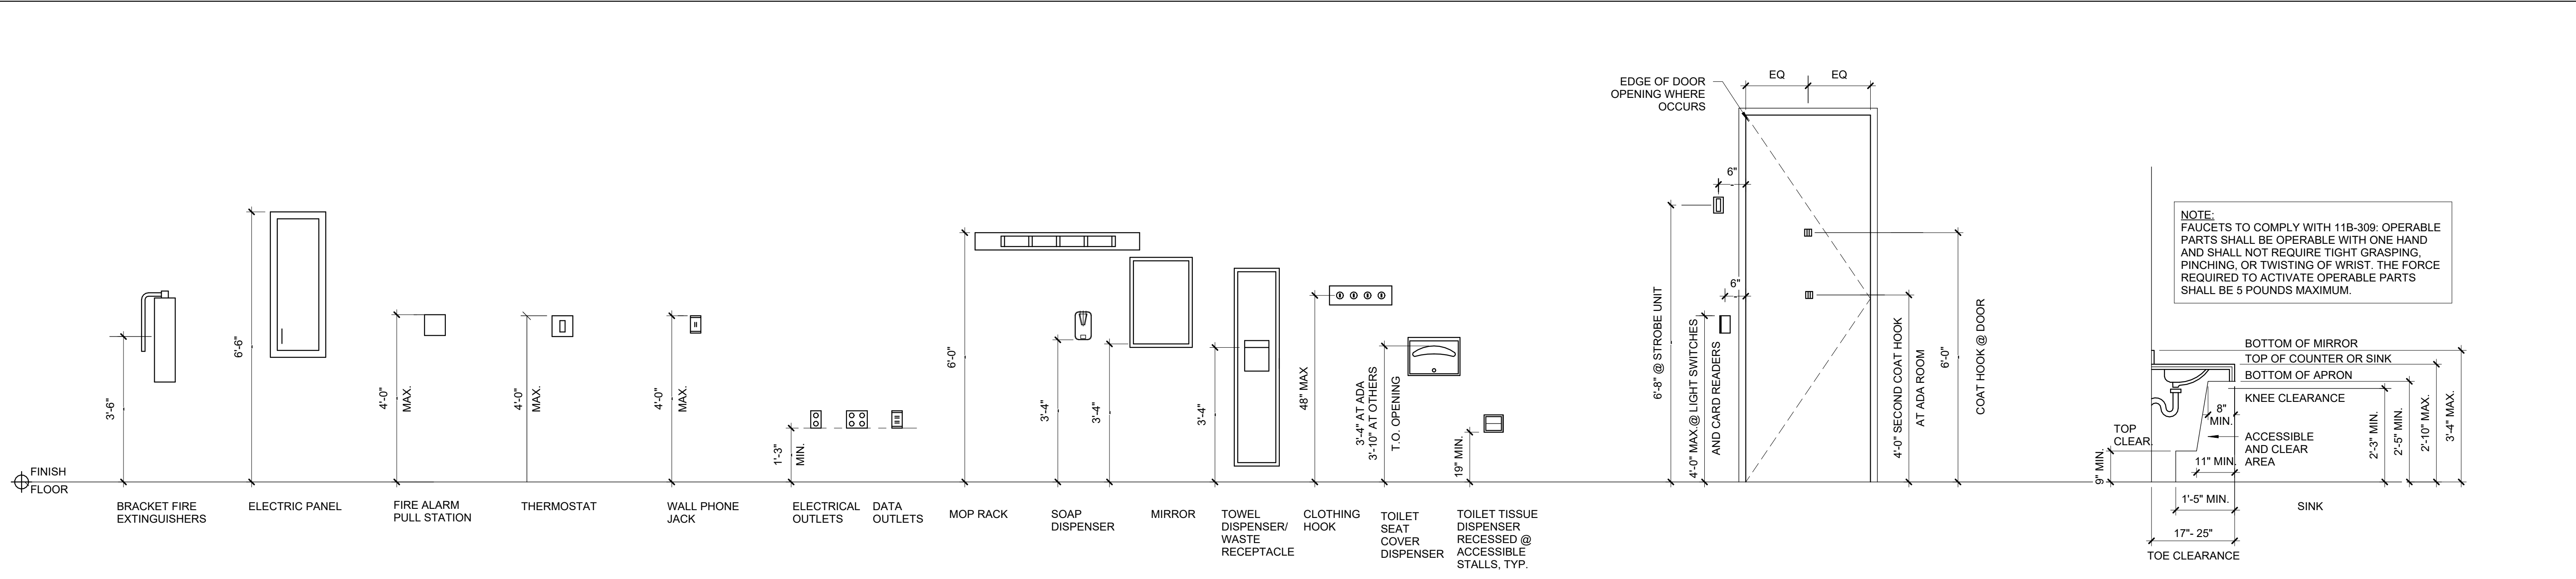 FINISH
FLOOR
3'-6"
BRACKET FIRE
EXTINGUISHERS
6'-6"
ELECTRIC PANEL
4'-0"
MAX.
FIRE ALARM
PULL STATION
4'-0"
MAX.
THERMOSTAT
4'-0"
MAX.
WALL PHONE
JACK
1'-3"
MIN.
ELECTRICAL
OUTLETS
DATA
OUTLETS
6'-0"
MOP RACK
3'-4"
SOAP
DISPENSER
3'-4"
MIRROR
3'-4"
TOWEL
DISPENSER/
WASTE
RECEPTACLE
48" MAX
CLOTHING
HOOK
3'-4" AT ADA
3'-10" AT OTHERS
T.O. OPENING
TOILET
SEAT
COVER
DISPENSER
19" MIN.
TOILET TISSUE
DISPENSER
RECESSED @
ACCESSIBLE
STALLS, TYP.
EDGE OF DOOR
OPENING WHERE
OCCURS
EQ
EQ
6"
6"
6'-8" @ STROBE UNIT
4'-0" MAX.@ LIGHT SWITCHES
AND CARD READERS
4'-0" SECOND COAT HOOK
AT ADA ROOM
6'-0"
COAT HOOK @ DOOR
NOTE:
FAUCETS TO COMPLY WITH 11B-309: OPERABLE
PARTS SHALL BE OPERABLE WITH ONE HAND
AND SHALL NOT REQUIRE TIGHT GRASPING,
PINCHING, OR TWISTING OF WRIST. THE FORCE
REQUIRED TO ACTIVATE OPERABLE PARTS
SHALL BE 5 POUNDS MAXIMUM.
BOTTOM OF MIRROR
TOP OF COUNTER OR SINK
BOTTOM OF APRON
KNEE CLEARANCE
8"
MIN.
TOP
CLEAR.
ACCESSIBLE
AND CLEAR
AREA
11" MIN.
9" MIN.
2'-3" MIN.
2'-5" MIN.
2'-10" MAX.
3'-4" MAX.
1'-5" MIN.
SINK
17"- 25"
TOE CLEARANCE